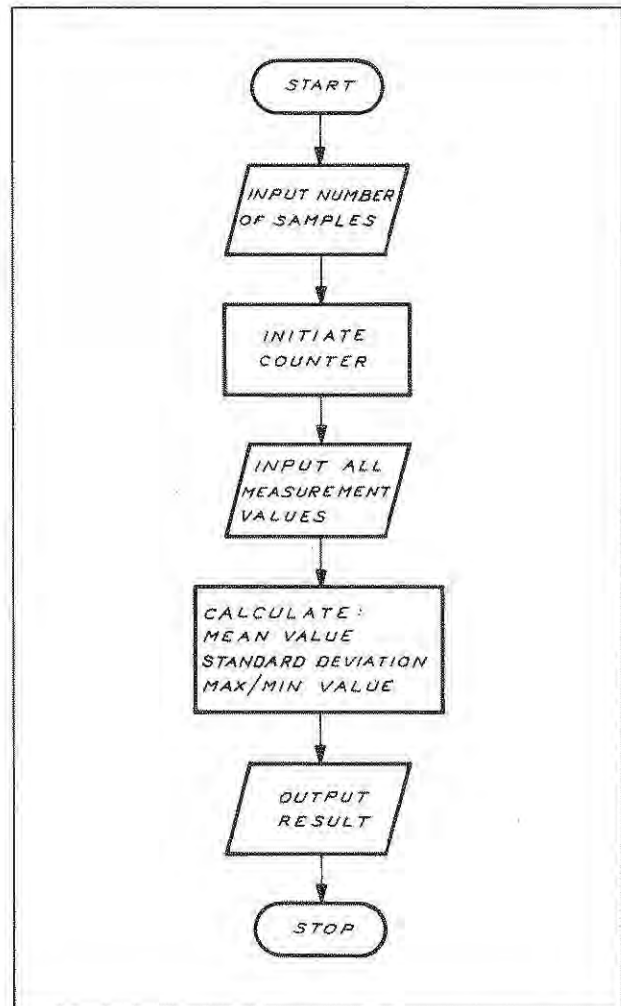 START
INPUT NUMBER
OF SAMPLES
INITIATE
COUNTER
INPUT ALL
MEASUREMENT
VALUES
CALCULATE:
MEAN VALUE
STANDARD DEVIATION
MAX/MIN VALUE
OUTPUT
RESULT
STOP